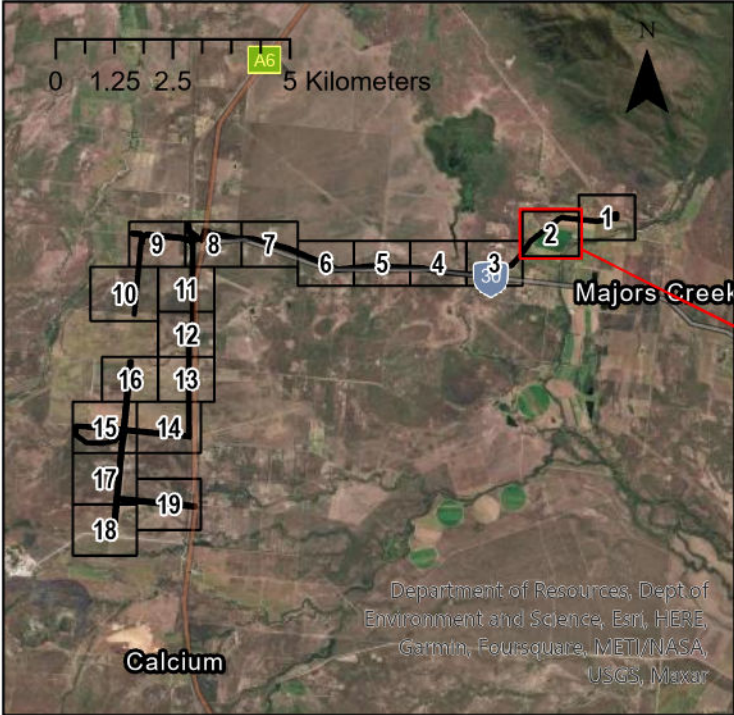 N
A6
0 1.25 2.5 5 Kilometers
1
2
9 8 7
6 5 4 3
30
10 11
Majors Creek
12
16 13
15 14
17
19
18
Department of Resources, Dept of
Environment and Science, Esri, HERE,
Garmin, Foursquare, METI/NASA,
USGS, Maxar
Calcium